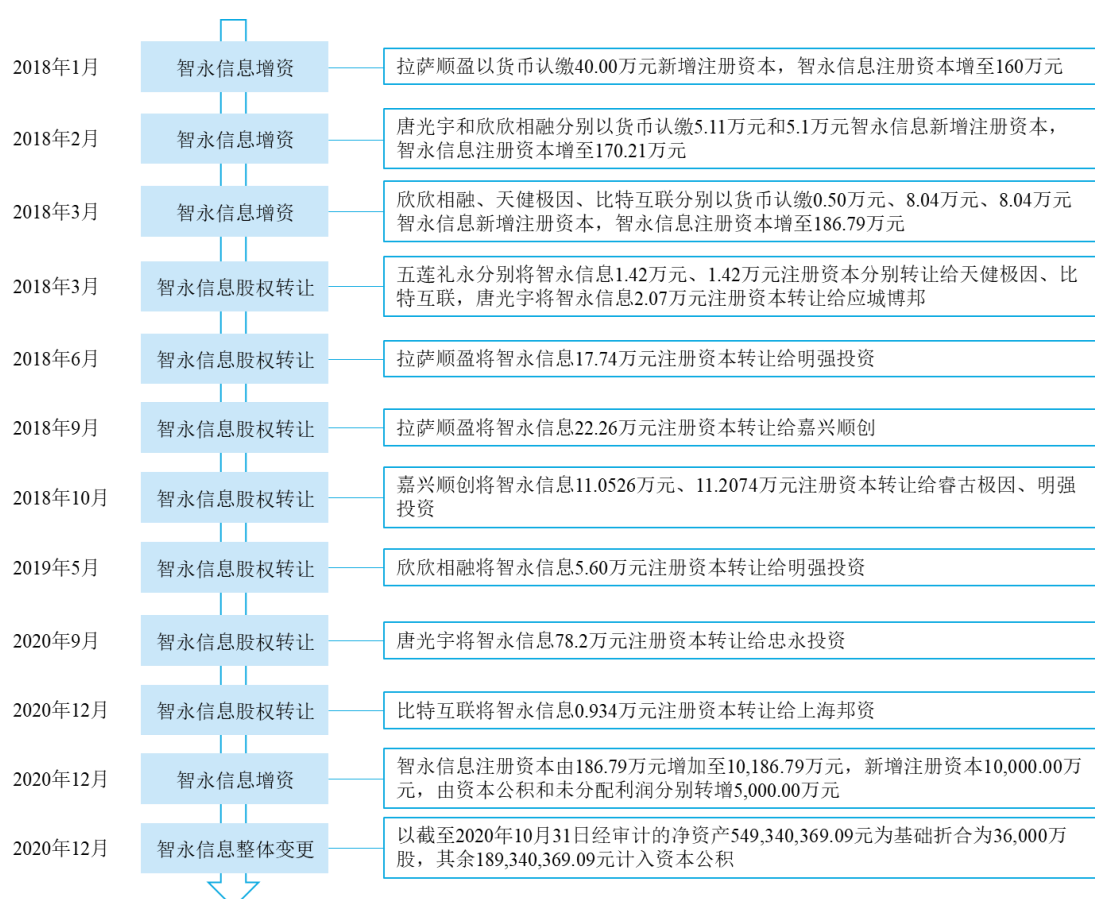 2018年1月
智永信息增资
拉萨顺盈以货币认缴40.00万元新增注册资本，智永信息注册资本增至160万元
2018年2月
智永信息增资
唐光宇和欣欣相融分别以货币认缴5.11万元和5.1万元智永信息新增注册资本，
智永信息注册资本增至170.21万元
2018年3月
智永信息增资
欣欣相融、天健极因、比特互联分别以货币认缴0.50万元、8.04万元、8.04万元
智永信息新增注册资本，智永信息注册资本增至186.79万元
2018年3月
智永信息股权转让
五莲礼永分别将智永信息1.42万元、1.42万元注册资本分别转让给天健极因、比
特互联，唐光宇将智永信息2.07万元注册资本转让给应城博邦
2018年6月
智永信息股权转让
拉萨顺盈将智永信息17.74万元注册资本转让给明强投资
2018年9月
智永信息股权转让
拉萨顺盈将智永信息22.26万元注册资本转让给嘉兴顺创
2018年10月
智永信息股权转让
嘉兴顺创将智永信息11.0526万元、11.2074万元注册资本转让给睿古极因、明强
投资
2019年5月
智永信息股权转让
欣欣相融将智永信息5.60万元注册资本转让给明强投资
2020年9月
智永信息股权转让
唐光宇将智永信息78.2万元注册资本转让给忠永投资
2020年12月
智永信息股权转让
比特互联将智永信息0.934万元注册资本转让给上海邦资
2020年12月
智永信息增资
智永信息注册资本由186.79万元增加至10,186.79万元，新增注册资本10,000.00万
元，由资本公积和未分配利润分别转增5,000.00万元
2020年12月
智永信息整体变更
以截至2020年10月31日经审计的净资产549,340,369.09元为基础折合为36,000万
股，其余189,340,369.09元计入资本公积